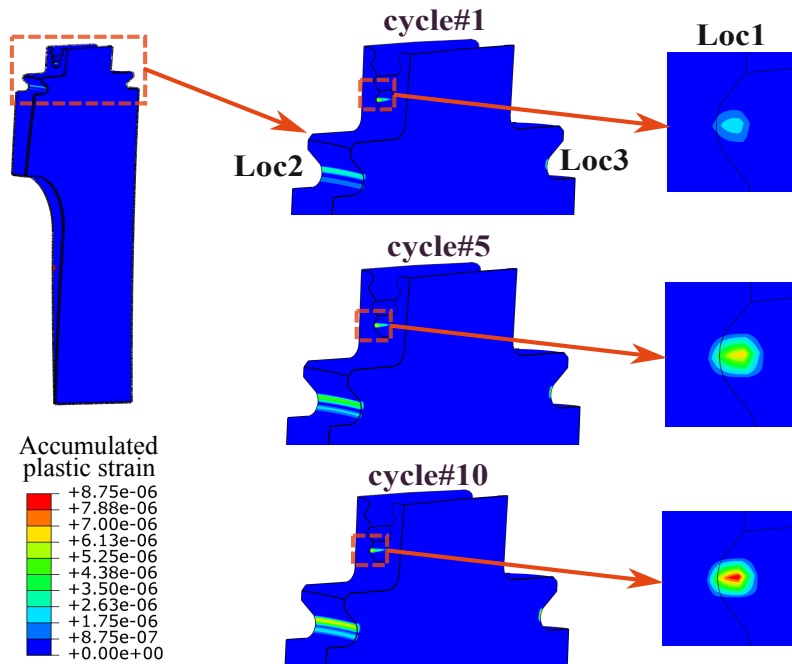 cycle#1
Loc1
Loc2
Loc3
cycle#5
Accumulated
plastic strain
+8.75e-06
+7.88e-06
+7.00e-06
+6.13e-06
+5.25e-06
+4.38e-06
+3.50e-06
+2.63e-06
+1.75e-06
+8.75e-07
+0.00e+00
cycle#10